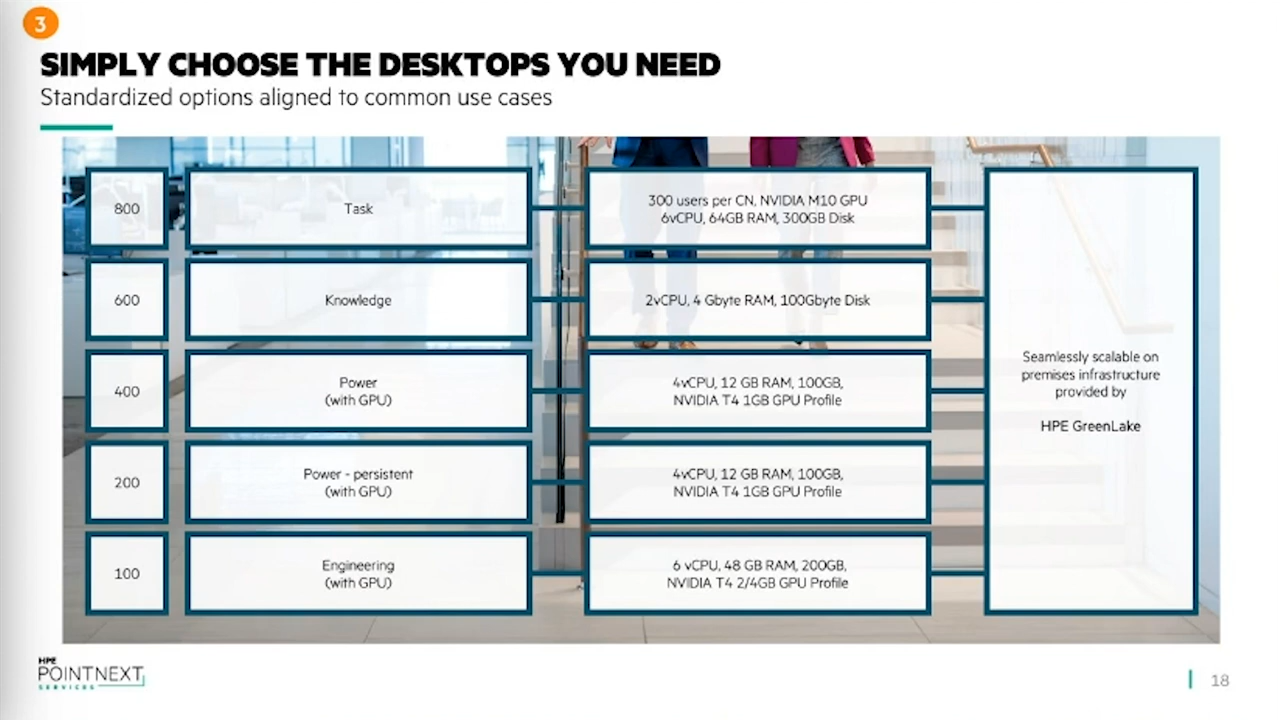 3
SIMPLY CHOOSE THE DESKTOPS YOU NEED
Standardized options aligned to common use cases
800
Task
300 users per CN, NVIDIA M10 GPU
6vCPU, 64GB RAM, 300GB Disk
600
Knowledge
2vCPU, 4 Gbyte RAM, 100Gbyte Disk
400
Power
(with GPU)
4vCPU, 12 GB RAM, 100GB,
NVIDIA T4 1GB GPU Profile
200
Power - persistent
(with GPU)
4vCPU, 12 GB RAM, 100GB,
NVIDIA T4 1GB GPU Profile
100
Engineering
(with GPU)
6 vCPU, 48 GB RAM, 200GB,
NVIDIA T4 2/4GB GPU Profile
Seamlessly scalable on
premises infrastructure
provided by
HPE GreenLake
HPE
POINTNEXT
SERVICES
18